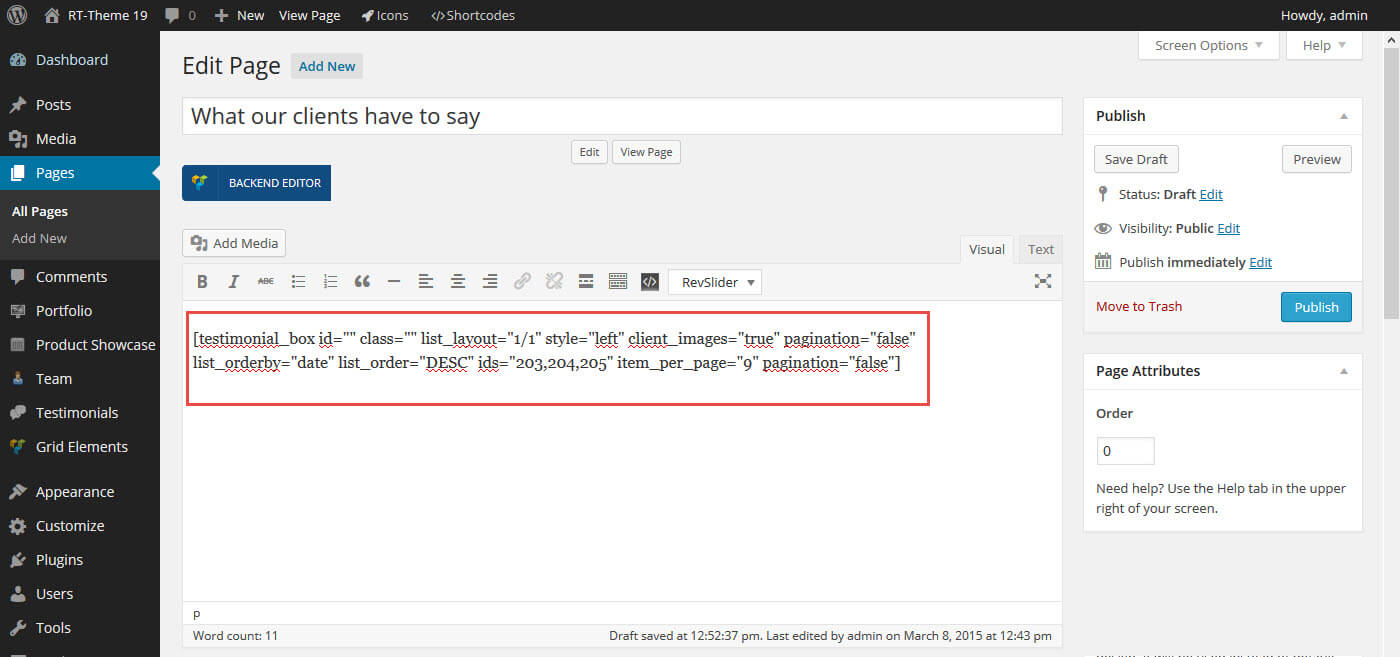 RT-Theme 19 0 New View Page Icons </>Shortcodes Howdy, admin
Dashboard
Posts
Media
Pages
All Pages
Add New
Comments
Portfolio
Product Showcase
Team
Testimonials
Grid Elements
Appearance
Customize
Plugins
Users
Tools
Screen Options Help
Edit Page Add New
What our clients have to say
Edit View Page
BACKEND EDITOR
Add Media
Visual Text
B I ABC RevSlider
[testimonial_box id="" class="" list_layout="1/1" style="left" client_images="true" pagination="false"
list_orderby="date" list_order="DESC" ids="203,204,205" item_per_page="9" pagination="false"]
p
Word count: 11 Draft saved at 12:52:37 pm. Last edited by admin on March 8, 2015 at 12:43 pm
Publish
Save Draft Preview
Status: Draft Edit
Visibility: Public Edit
Publish immediately Edit
Move to Trash Publish
Page Attributes
Order
0
Need help? Use the Help tab in the upper
right of your screen.